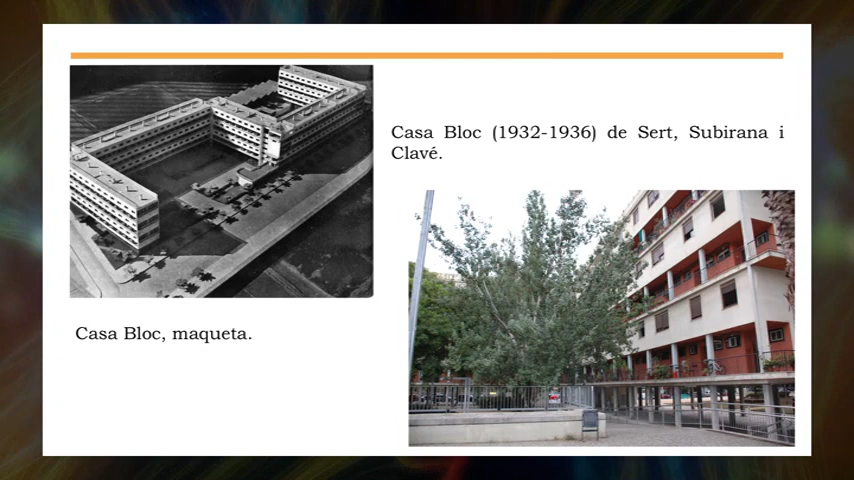 Casa Bloc (1932-1936) de Sert, Subirana i
Clavé.
Casa Bloc, maqueta.